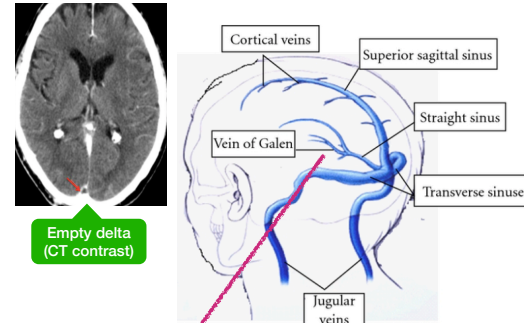 Empty delta
(CT contrast)
Cortical veins
Superior sagittal sinus
Straight sinus
Vein of Galen
Transverse sinuse
Jugular
veins